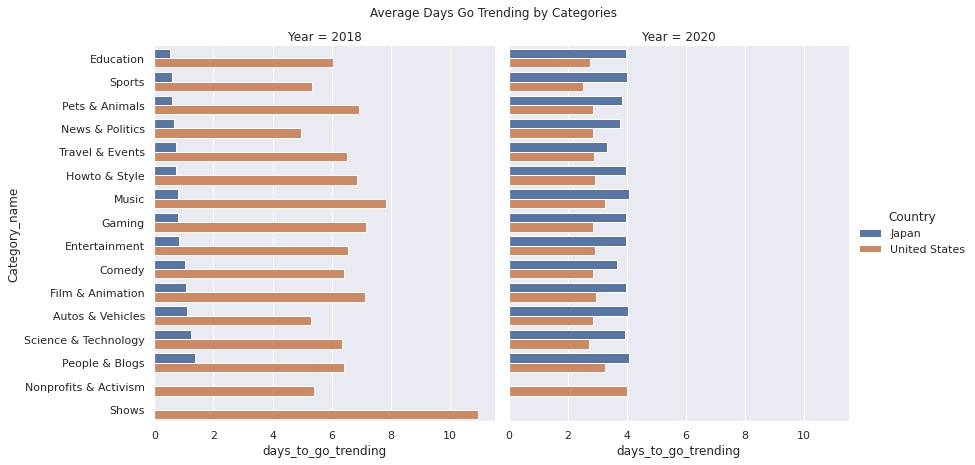 Average Days Go Trending by Categories
Year = 2018
Year = 2020
Category_name
Education
Sports
Pets & Animals
News & Politics
Travel & Events
Howto & Style
Music
Gaming
Entertainment
Comedy
Film & Animation
Autos & Vehicles
Science & Technology
People & Blogs
Nonprofits & Activism
Shows
0 2 4 6 8 10
0 2 4 6 8 10
days_to_go_trending
days_to_go_trending
Country
Japan
United States